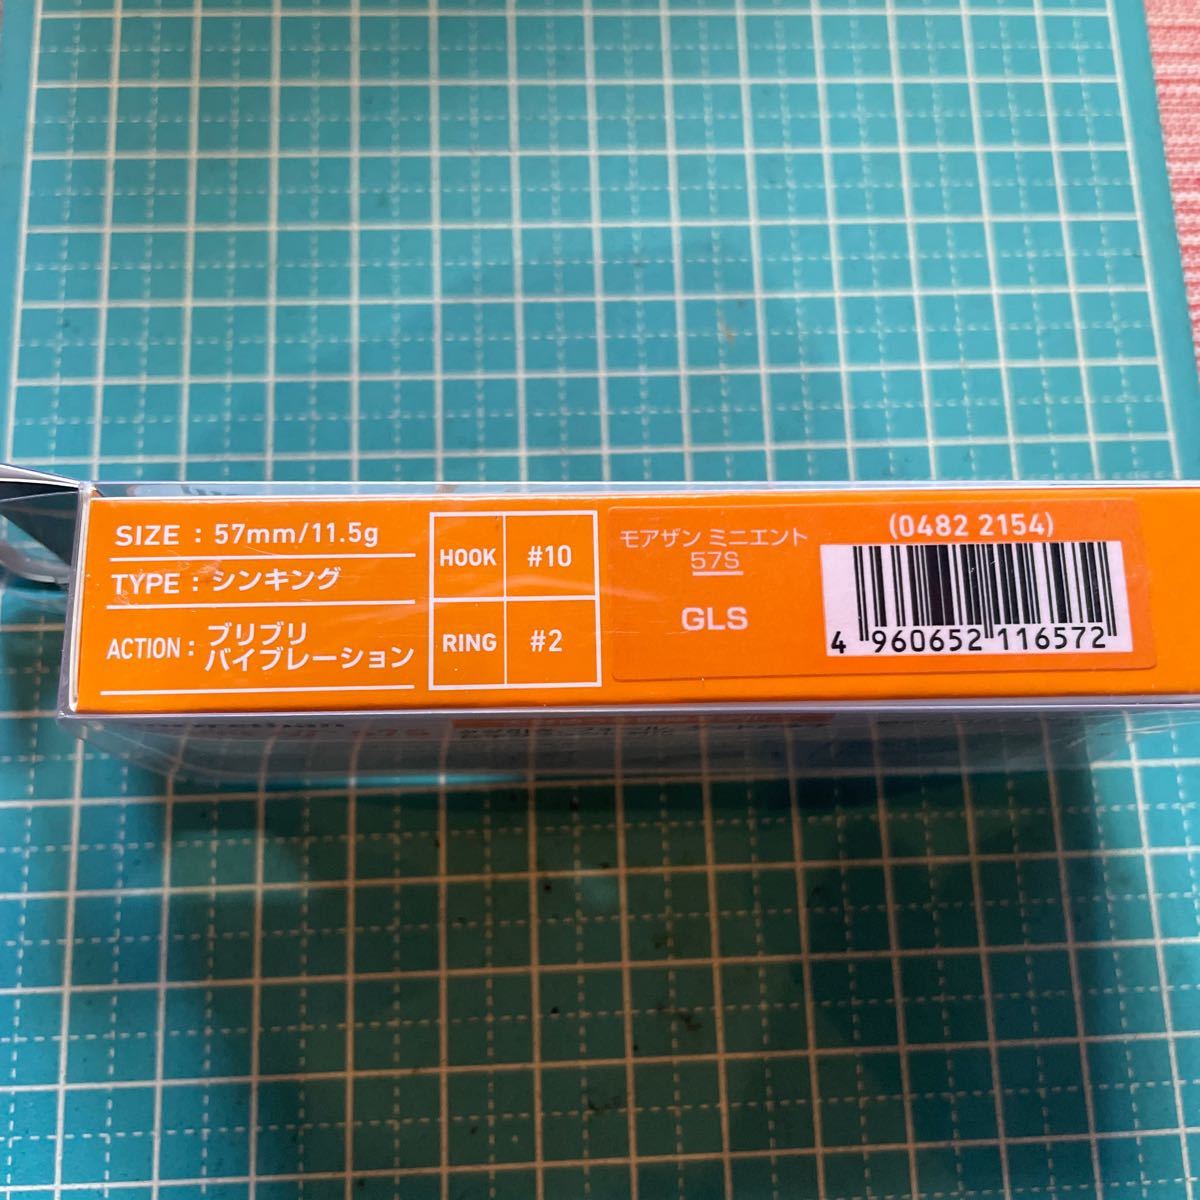 SIZE : 57mm/11.5g
TYPE : シンキング
ACTION : ブリブリ
バイブレーション
HOOK #10
RING #2
モアザン ミニエント
57S
GLS
(0482 2154)
4 960652 116572